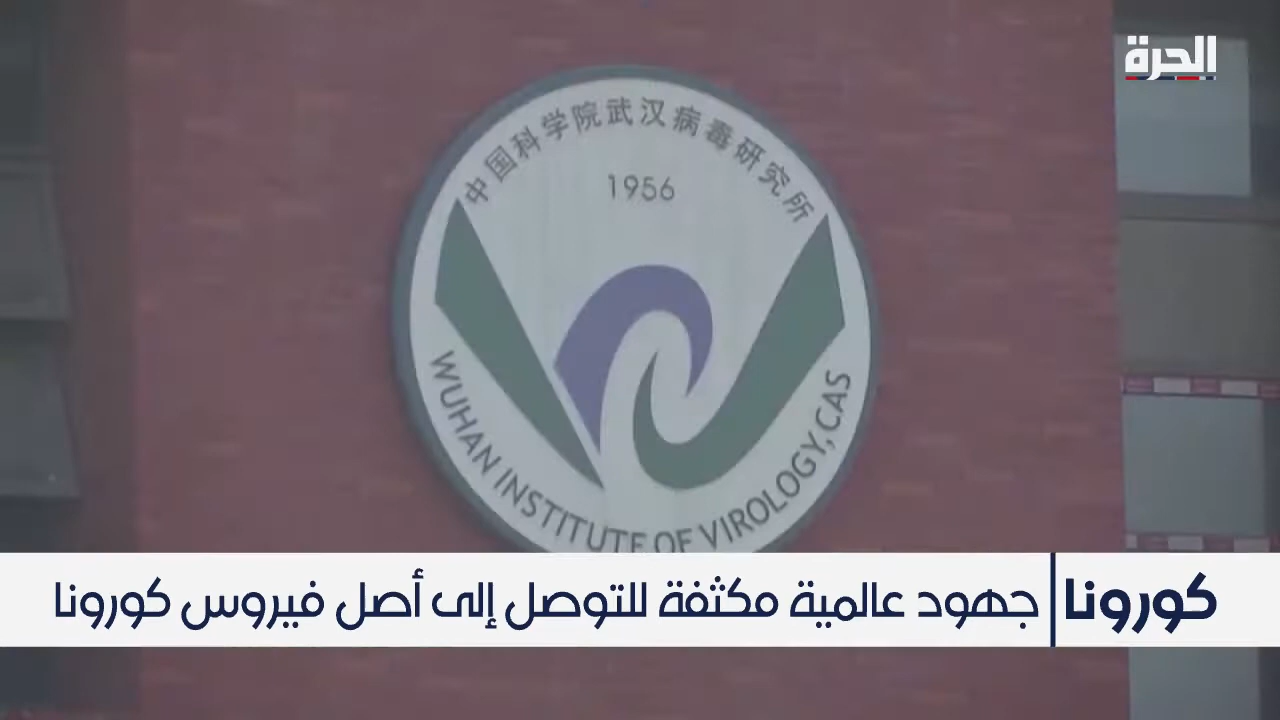 الحرة
中国科学院武汉病毒研究所
1956
WUHAN INSTITUTE OF VIROLOGY, CAS
كورونا
جهود عالمية مكثفة للتوصل إلى أصل فيروس كورونا